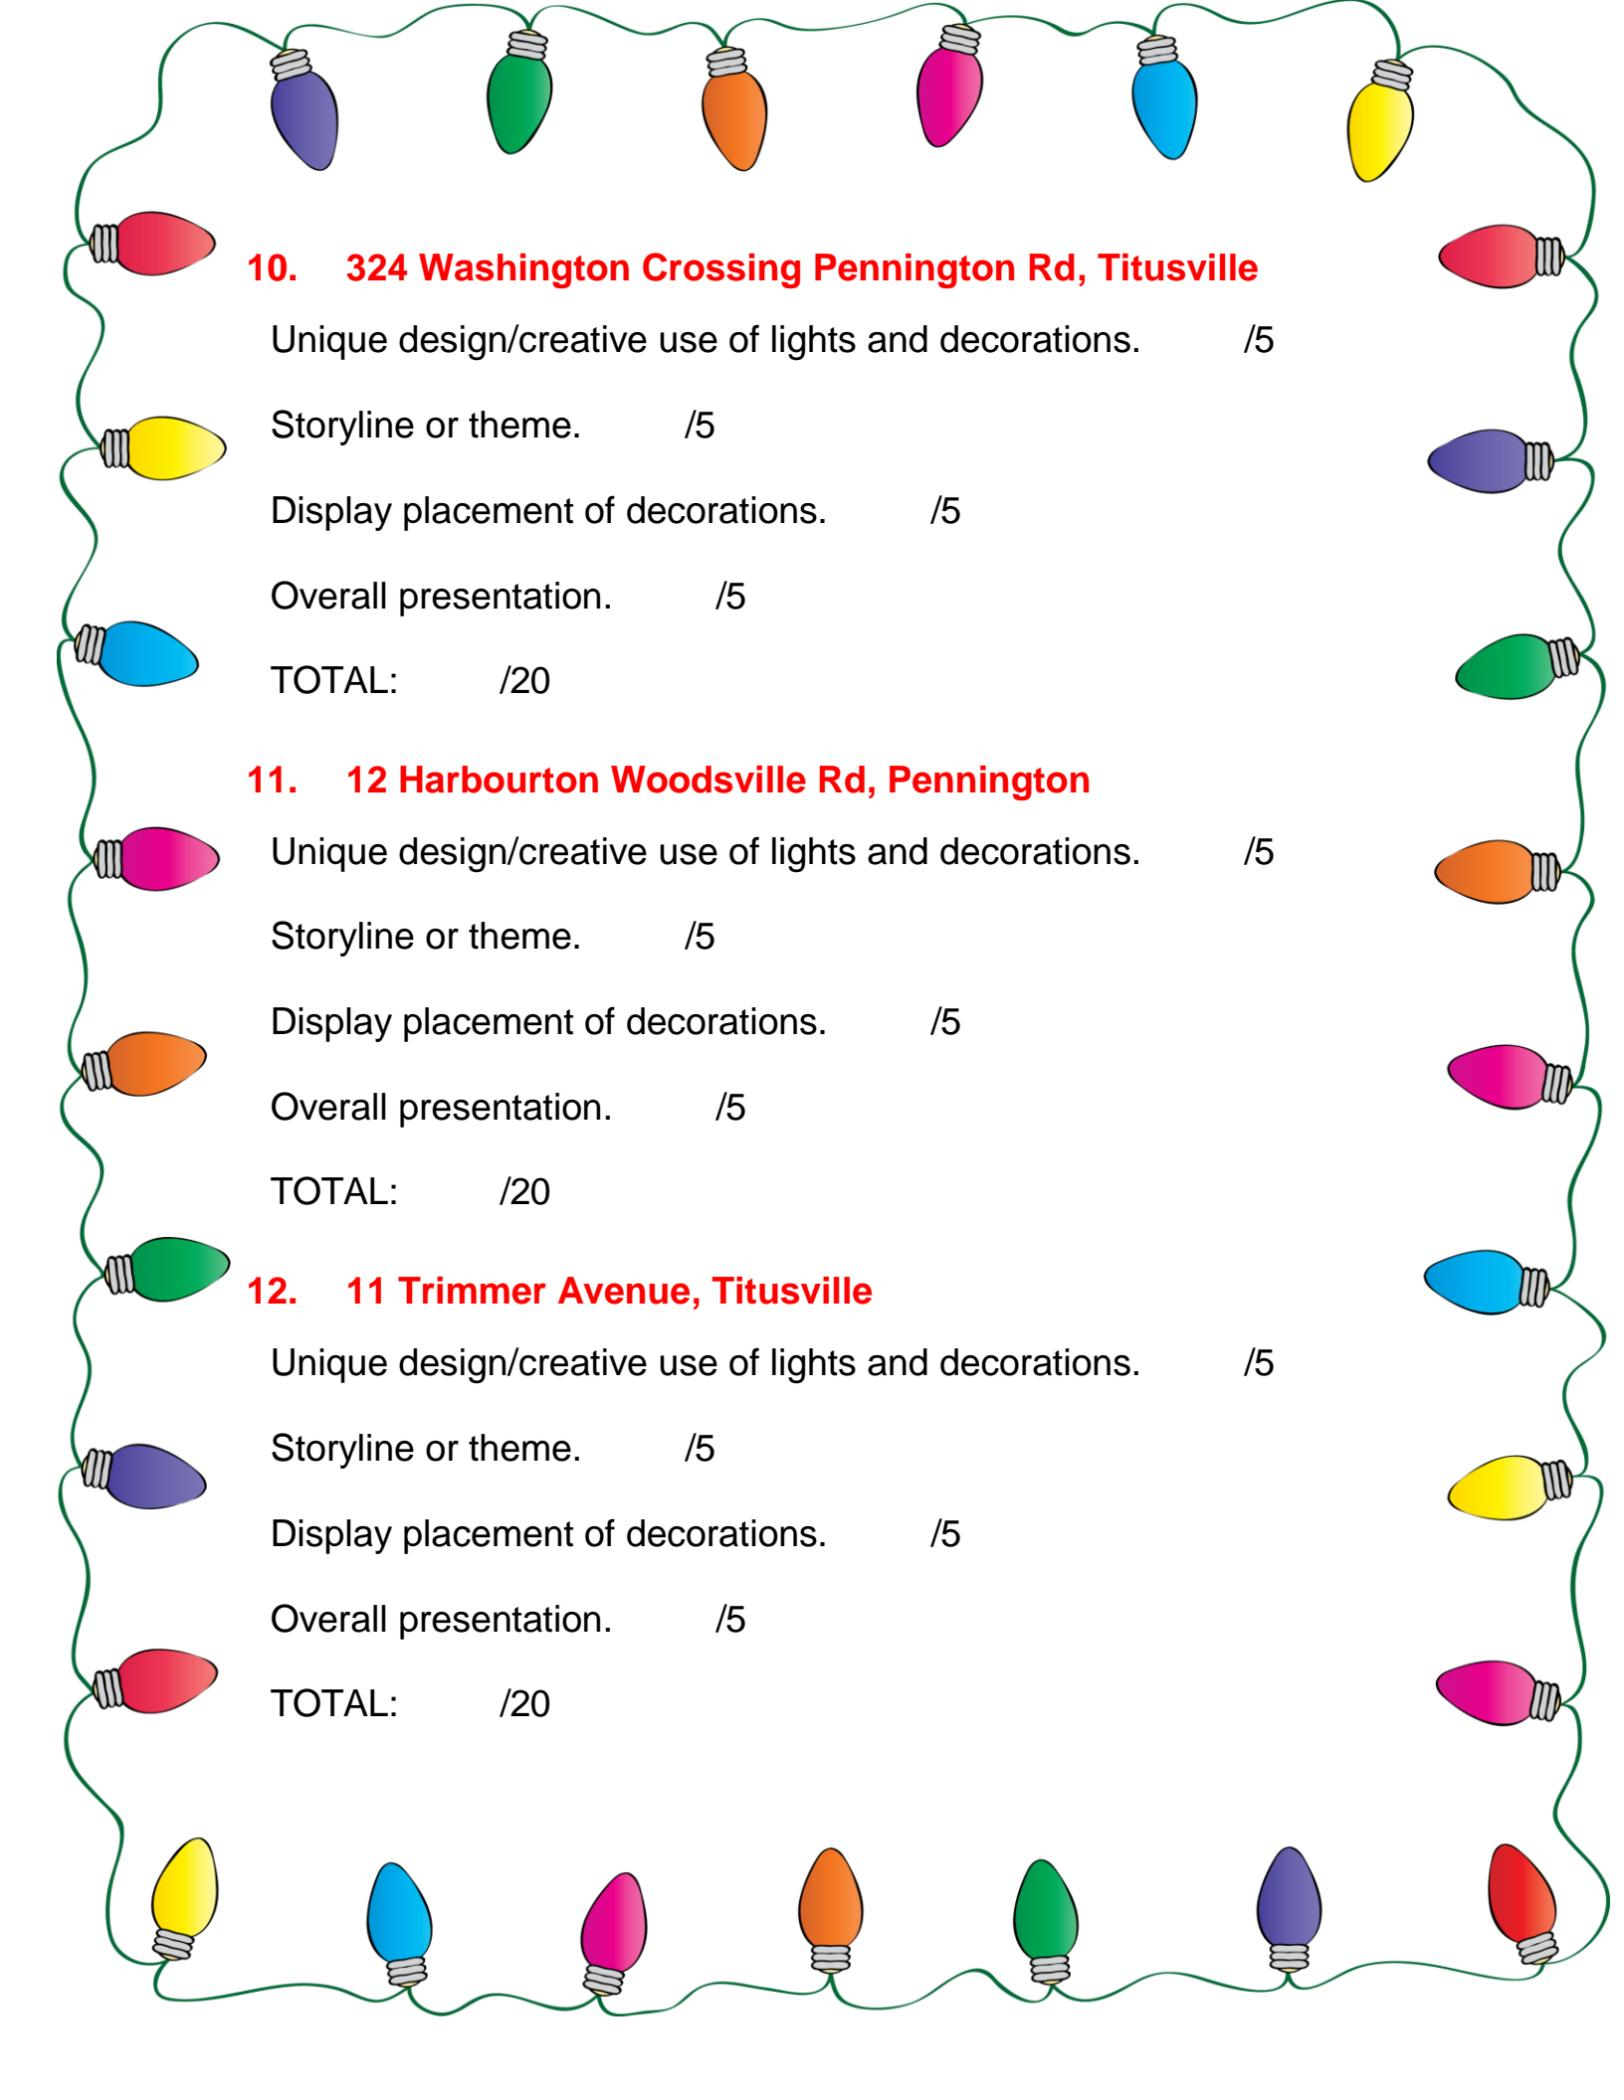 10. 324 Washington Crossing Pennington Rd, Titusville
Unique design/creative use of lights and decorations. /5
Storyline or theme. /5
Display placement of decorations. /5
Overall presentation. /5
TOTAL: /20
11. 12 Harbourton Woodsville Rd, Pennington
Unique design/creative use of lights and decorations. /5
Storyline or theme. /5
Display placement of decorations. /5
Overall presentation. /5
TOTAL: /20
12. 11 Trimmer Avenue, Titusville
Unique design/creative use of lights and decorations. /5
Storyline or theme. /5
Display placement of decorations. /5
Overall presentation. /5
TOTAL: /20